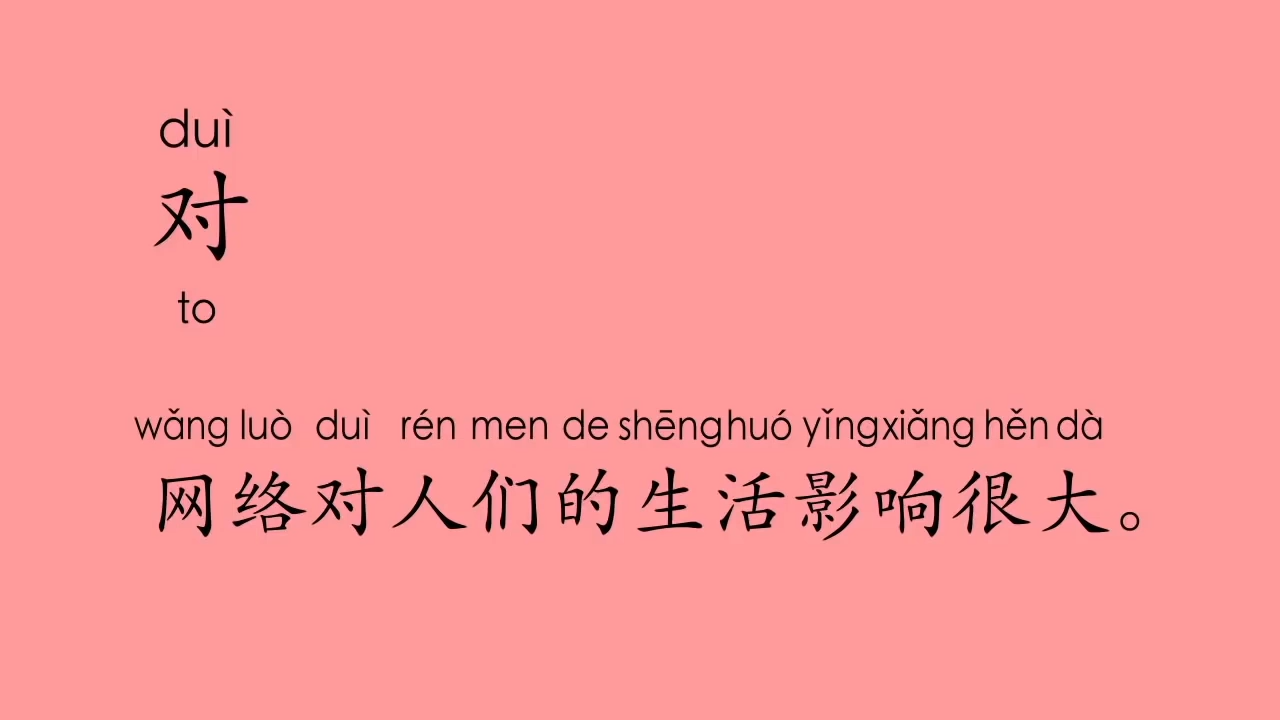 duì
对
to
wǎng luò duì rén men de shēnghuó yǐngxiǎng hěn dà
网络对人们的生活影响很大。